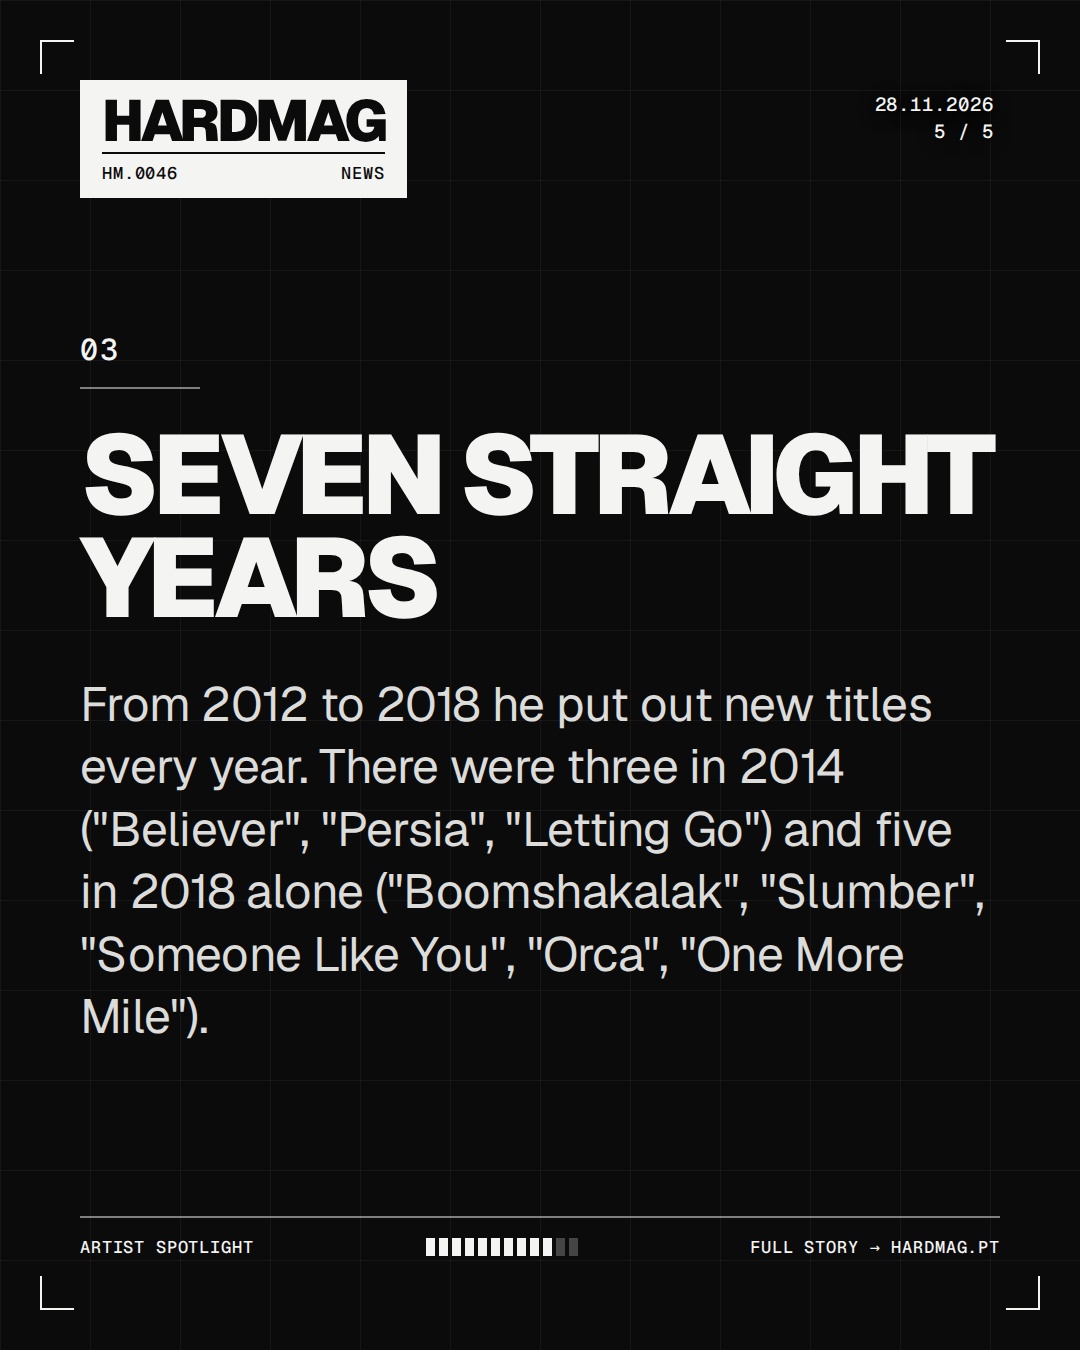 HARDMAG
HM.0046 NEWS
28.11.2026
5 / 5
03
SEVEN STRAIGHT
YEARS
From 2012 to 2018 he put out new titles
every year. There were three in 2014
("Believer", "Persia", "Letting Go") and five
in 2018 alone ("Boomshakalak", "Slumber",
"Someone Like You", "Orca", "One More
Mile").
ARTIST SPOTLIGHT
FULL STORY → HARDMAG.PT